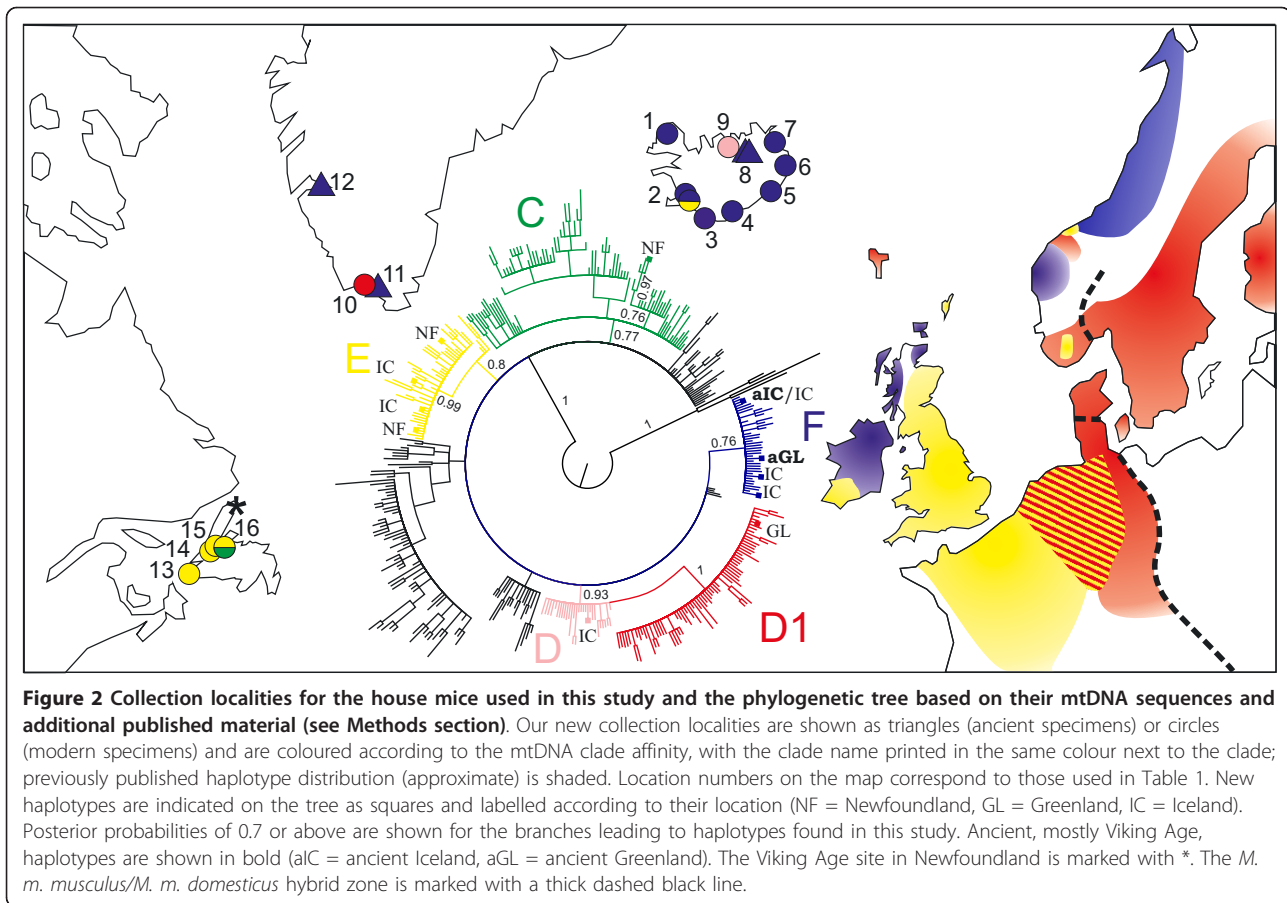 1
9
7
6
8
5
2
3
4
12
11
10
C
NF
0.97
0.76
0.77
NF
E
IC
0.8
IC
0.99
NF
1
1
aIC/IC
F
0.76
aGL
IC
IC
GL
1
0.93
D1
D
IC
*
15
16
14
13
Figure 2 Collection localities for the house mice used in this study and the phylogenetic tree based on their mtDNA sequences and
additional published material (see Methods section). Our new collection localities are shown as triangles (ancient specimens) or circles
(modern specimens) and are coloured according to the mtDNA clade affinity, with the clade name printed in the same colour next to the clade;
previously published haplotype distribution (approximate) is shaded. Location numbers on the map correspond to those used in Table 1. New
haplotypes are indicated on the tree as squares and labelled according to their location (NF = Newfoundland, GL = Greenland, IC = Iceland).
Posterior probabilities of 0.7 or above are shown for the branches leading to haplotypes found in this study. Ancient, mostly Viking Age,
haplotypes are shown in bold (aIC = ancient Iceland, aGL = ancient Greenland). The Viking Age site in Newfoundland is marked with *. The M.
m. musculus/M. m. domesticus hybrid zone is marked with a thick dashed black line.